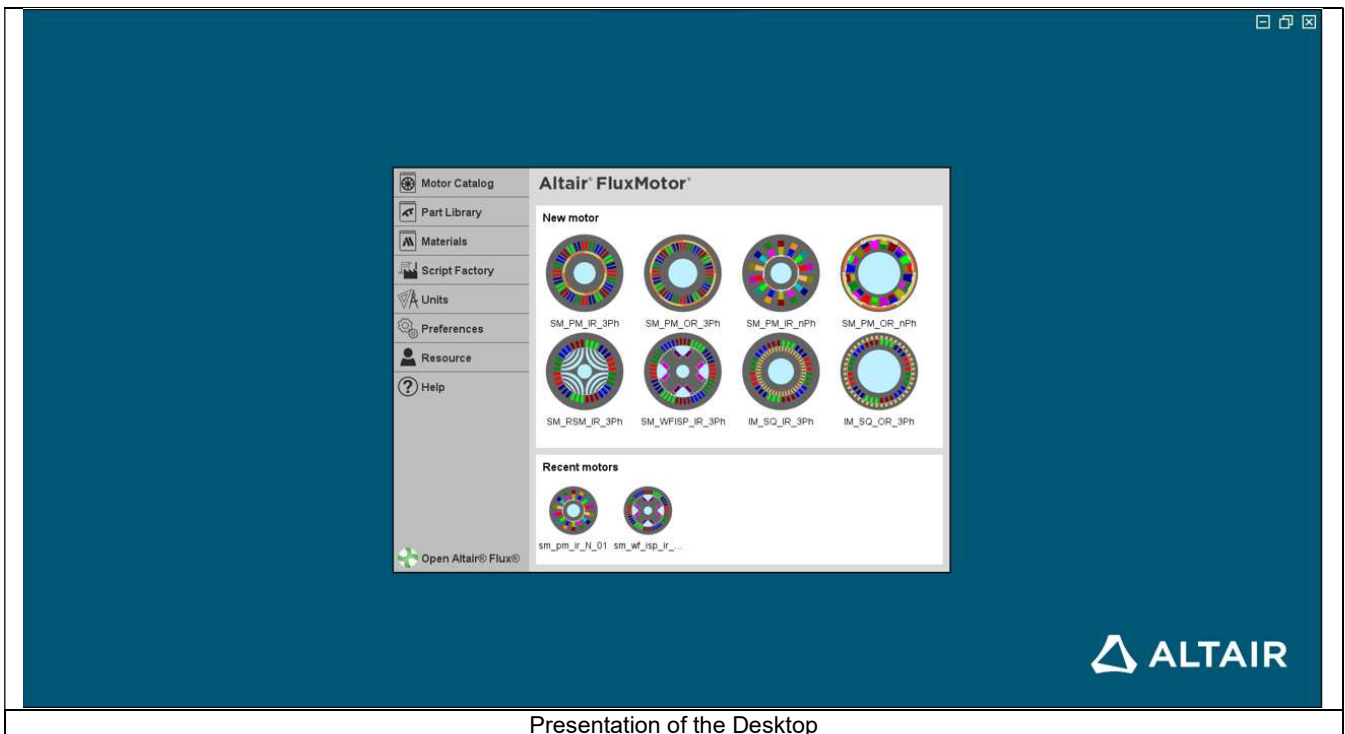 Motor Catalog
Part Library
Materials
Script Factory
Units
Preferences
Resource
? Help
Open Altair® Flux®
Altair® FluxMotor®
New motor
SM_PM_IR_3Ph SM_PM_OR_3Ph SM_PM_IR_nPh SM_PM_OR_nPh
SM_RSM_IR_3Ph SM_WFISP_IR_3Ph IM_SQ_IR_3Ph IM_SQ_OR_3Ph
Recent motors
sm_pm_ir_N_01 sm_wf_isp_ir_...
ALTAIR
Presentation of the Desktop